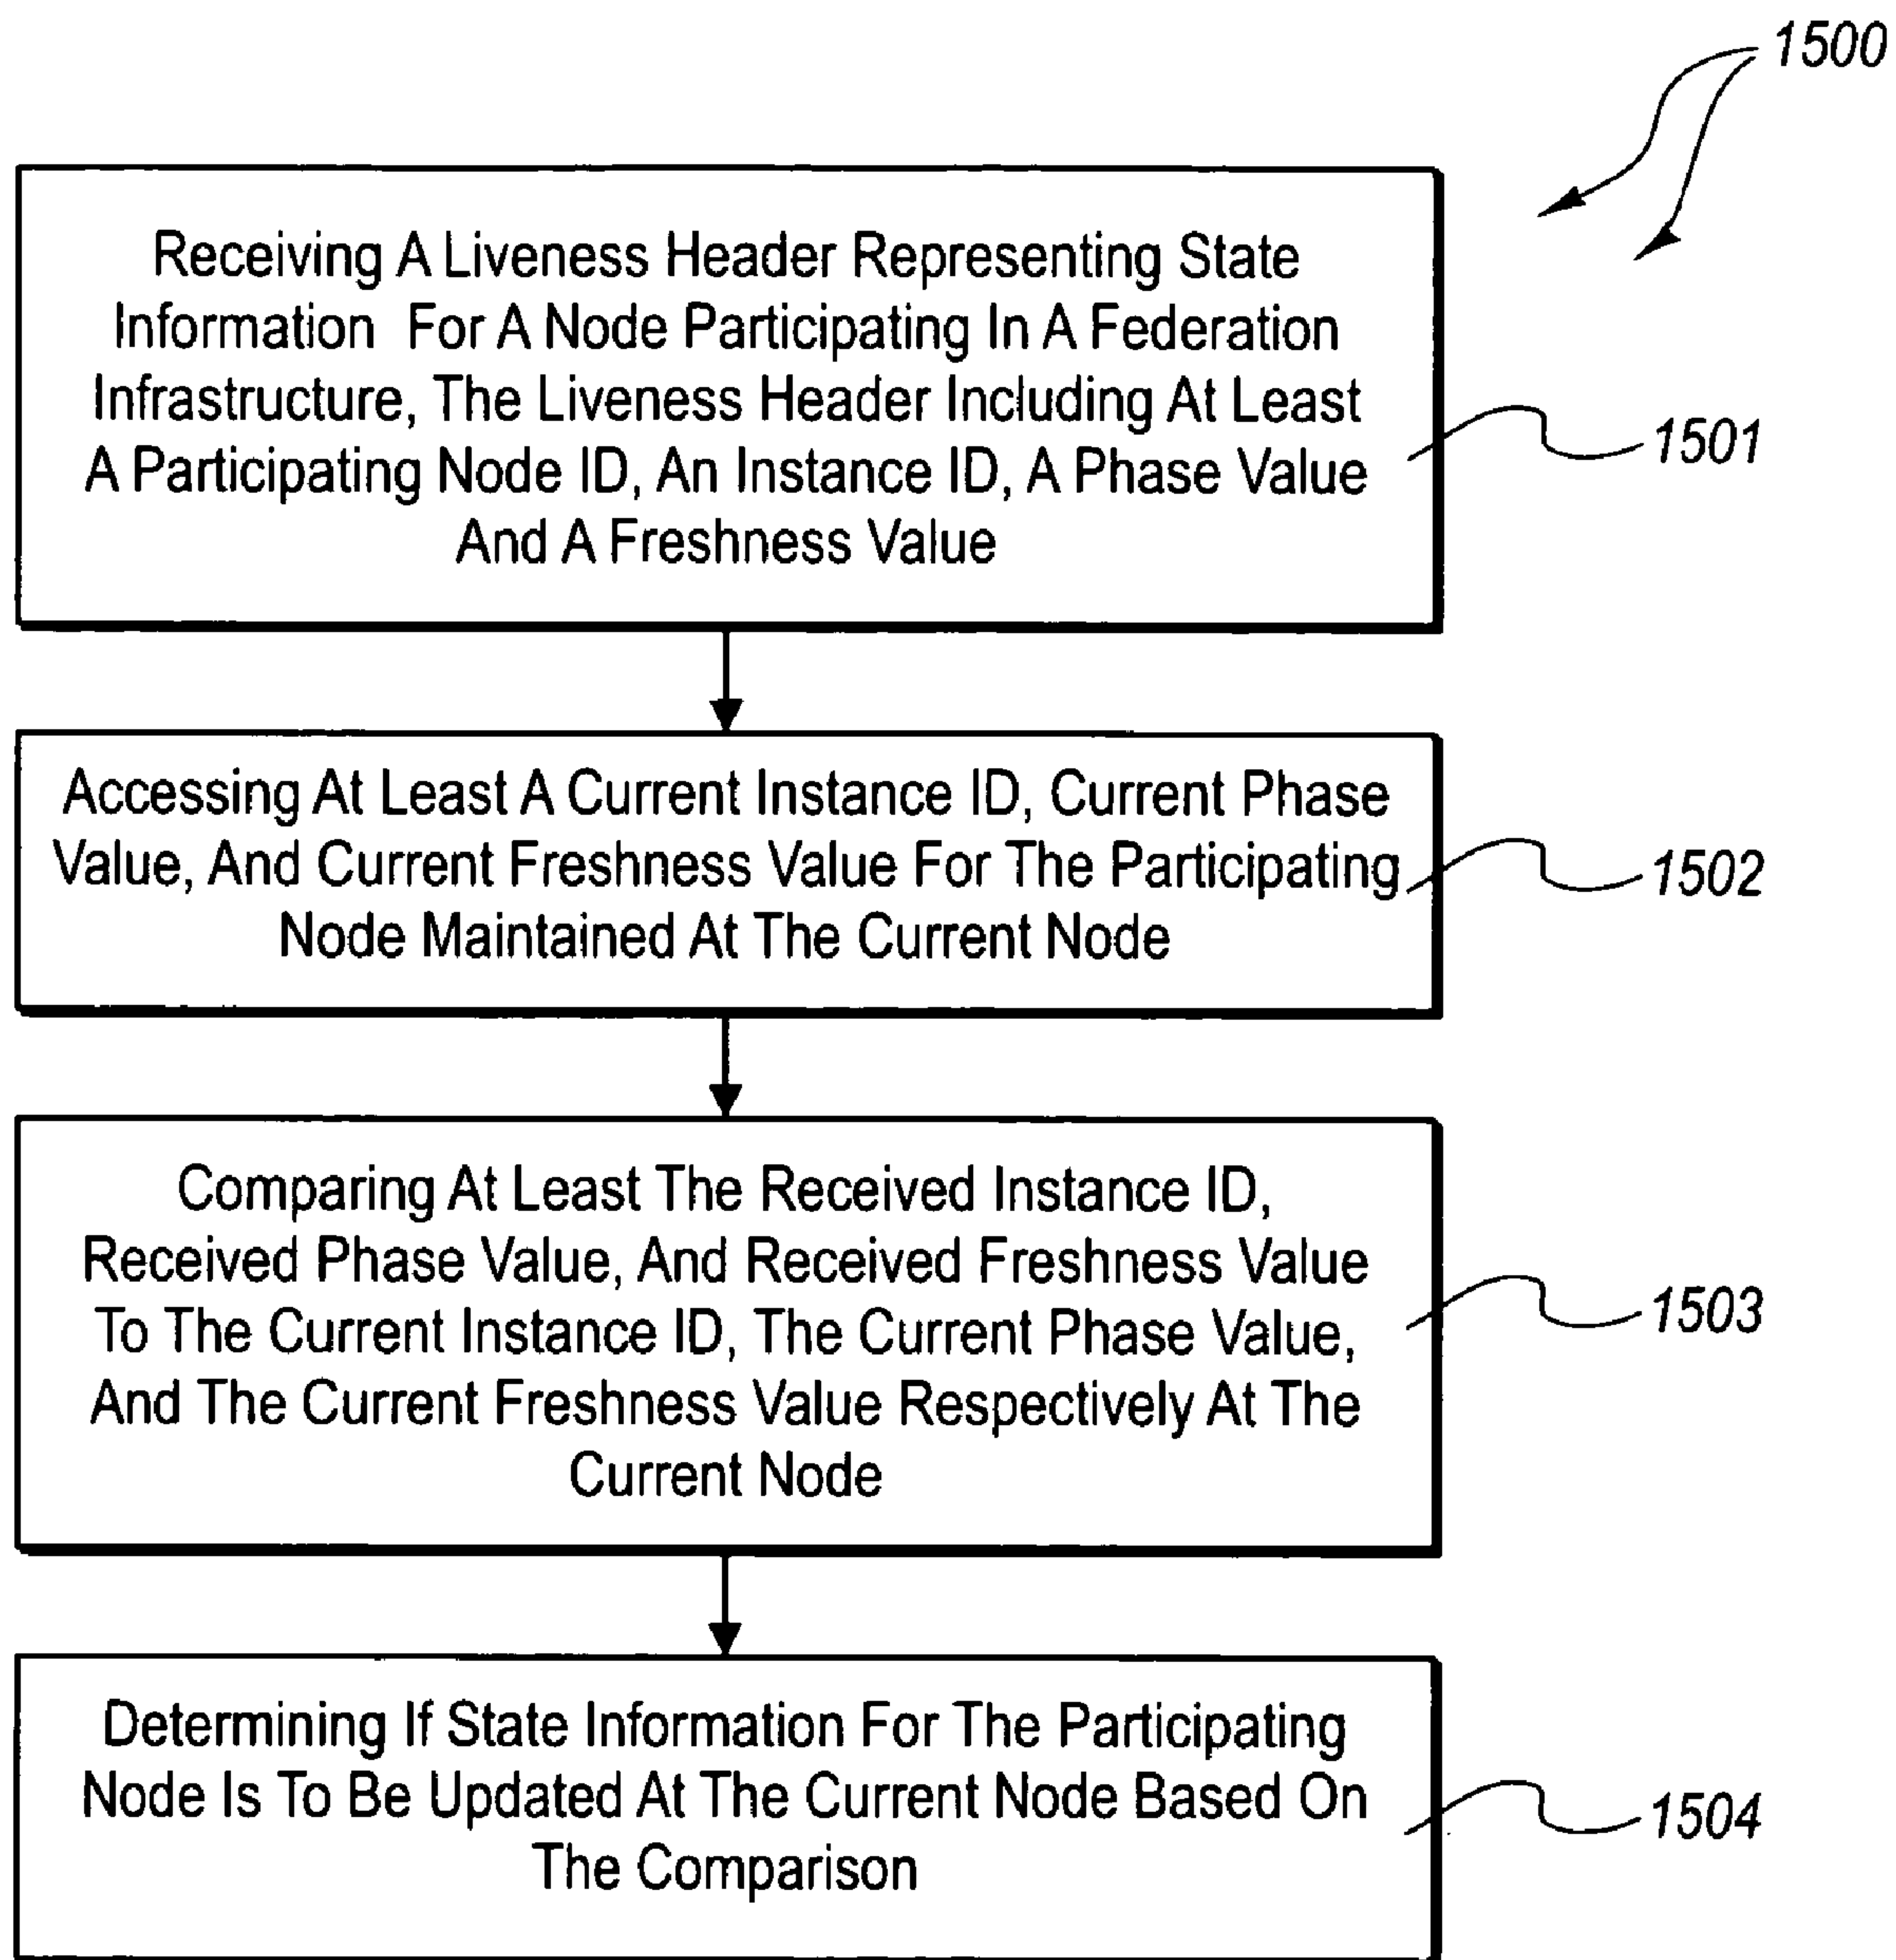 1500
Receiving A Liveness Header Representing State
Information For A Node Participating In A Federation
Infrastructure, The Liveness Header Including At Least
A Participating Node ID, An Instance ID, A Phase Value
And A Freshness Value
1501
Accessing At Least A Current Instance ID, Current Phase
Value, And Current Freshness Value For The Participating
Node Maintained At The Current Node
1502
Comparing At Least The Received Instance ID,
Received Phase Value, And Received Freshness Value
To The Current Instance ID, The Current Phase Value,
And The Current Freshness Value Respectively At The
Current Node
1503
Determining If State Information For The Participating
Node Is To Be Updated At The Current Node Based On
The Comparison
1504